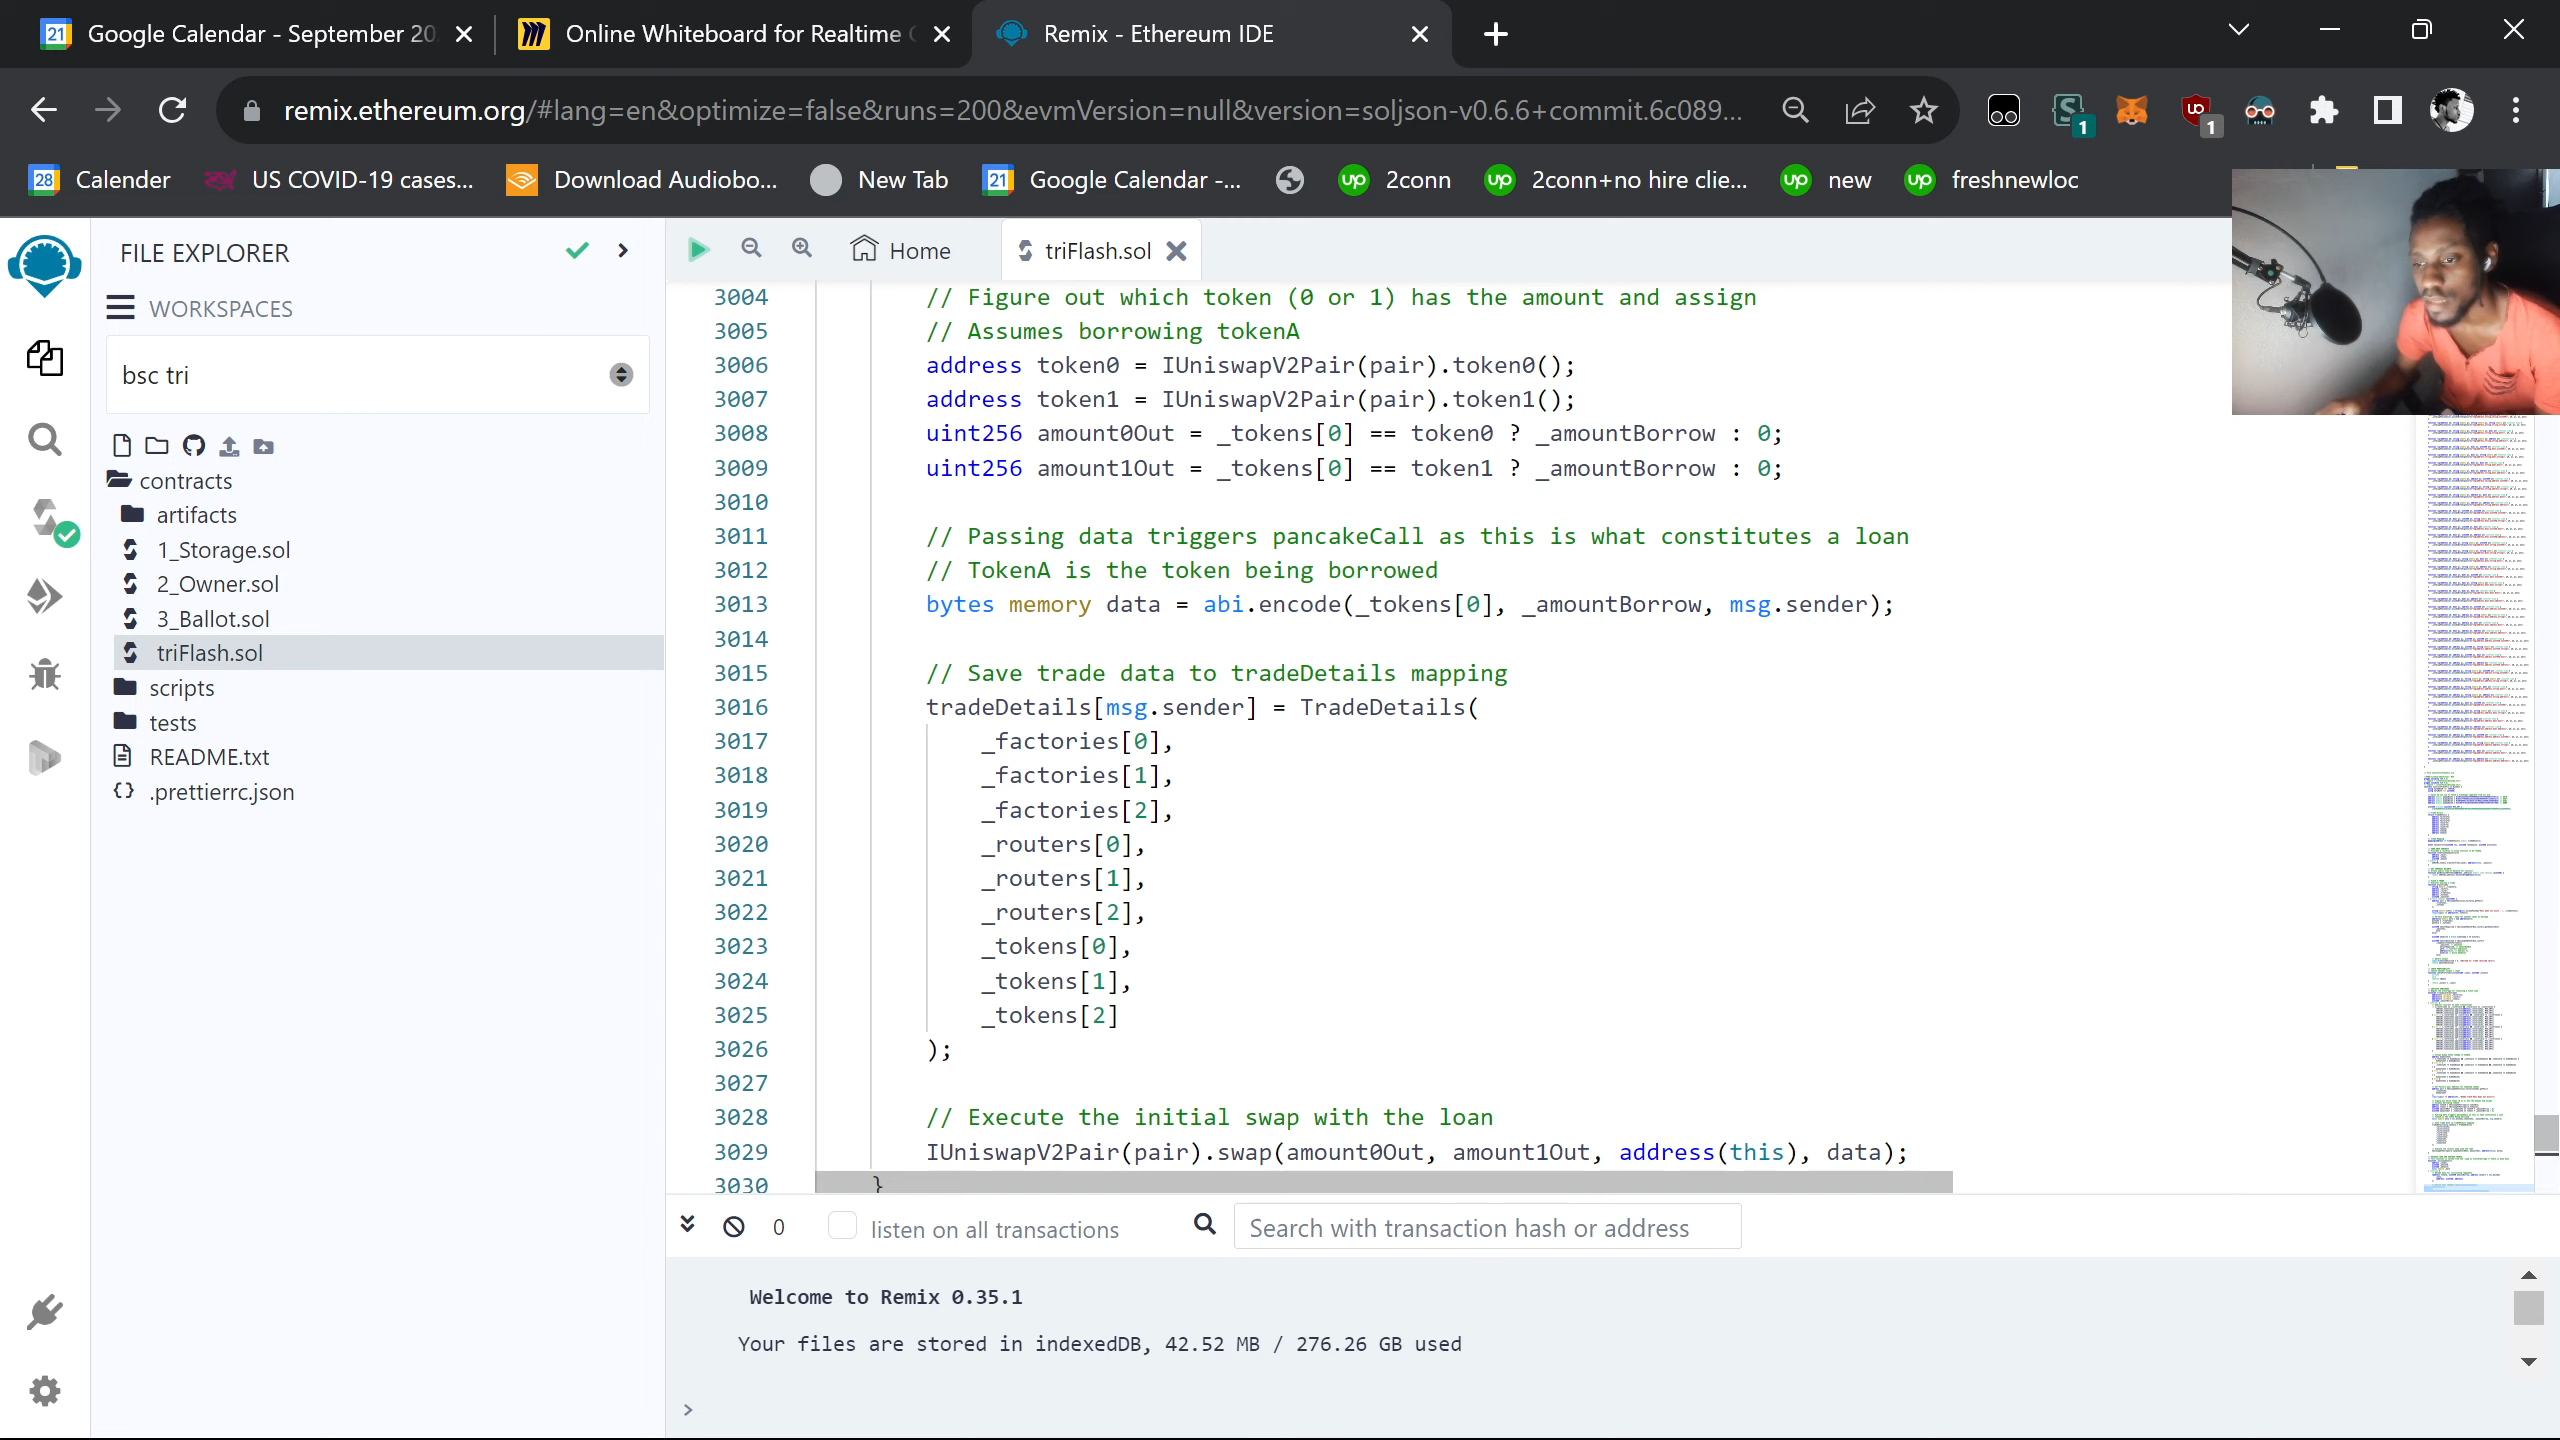 Google Calendar - September 20
Online Whiteboard for Realtime
Remix - Ethereum IDE
remix.ethereum.org/#lang=en&optimize=false&runs=200&evmVersion=null&version=soljson-v0.6.6+commit.6c089...
1
1
28 Calender
US COVID-19 cases...
Download Audiobo...
New Tab
21 Google Calendar -...
up 2conn
up 2conn+no hire clie...
up new
up freshnewloc
FILE EXPLORER
WORKSPACES
bsc tri
contracts
artifacts
1_Storage.sol
2_Owner.sol
3_Ballot.sol
triFlash.sol
scripts
tests
README.txt
.prettierrc.json
Home
triFlash.sol
3004 // Figure out which token (0 or 1) has the amount and assign
3005 // Assumes borrowing tokenA
3006 address token0 = IUniswapV2Pair(pair).token0();
3007 address token1 = IUniswapV2Pair(pair).token1();
3008 uint256 amount0Out = _tokens[0] == token0 ? _amountBorrow : 0;
3009 uint256 amount1Out = _tokens[0] == token1 ? _amountBorrow : 0;
3010
3011 // Passing data triggers pancakeCall as this is what constitutes a loan
3012 // TokenA is the token being borrowed
3013 bytes memory data = abi.encode(_tokens[0], _amountBorrow, msg.sender);
3014
3015 // Save trade data to tradeDetails mapping
3016 tradeDetails[msg.sender] = TradeDetails(
3017 _factories[0],
3018 _factories[1],
3019 _factories[2],
3020 _routers[0],
3021 _routers[1],
3022 _routers[2],
3023 _tokens[0],
3024 _tokens[1],
3025 _tokens[2]
3026 );
3027
3028 // Execute the initial swap with the loan
3029 IUniswapV2Pair(pair).swap(amount0Out, amount1Out, address(this), data);
3030 }
0
listen on all transactions
Search with transaction hash or address
Welcome to Remix 0.35.1
Your files are stored in indexedDB, 42.52 MB / 276.26 GB used
>